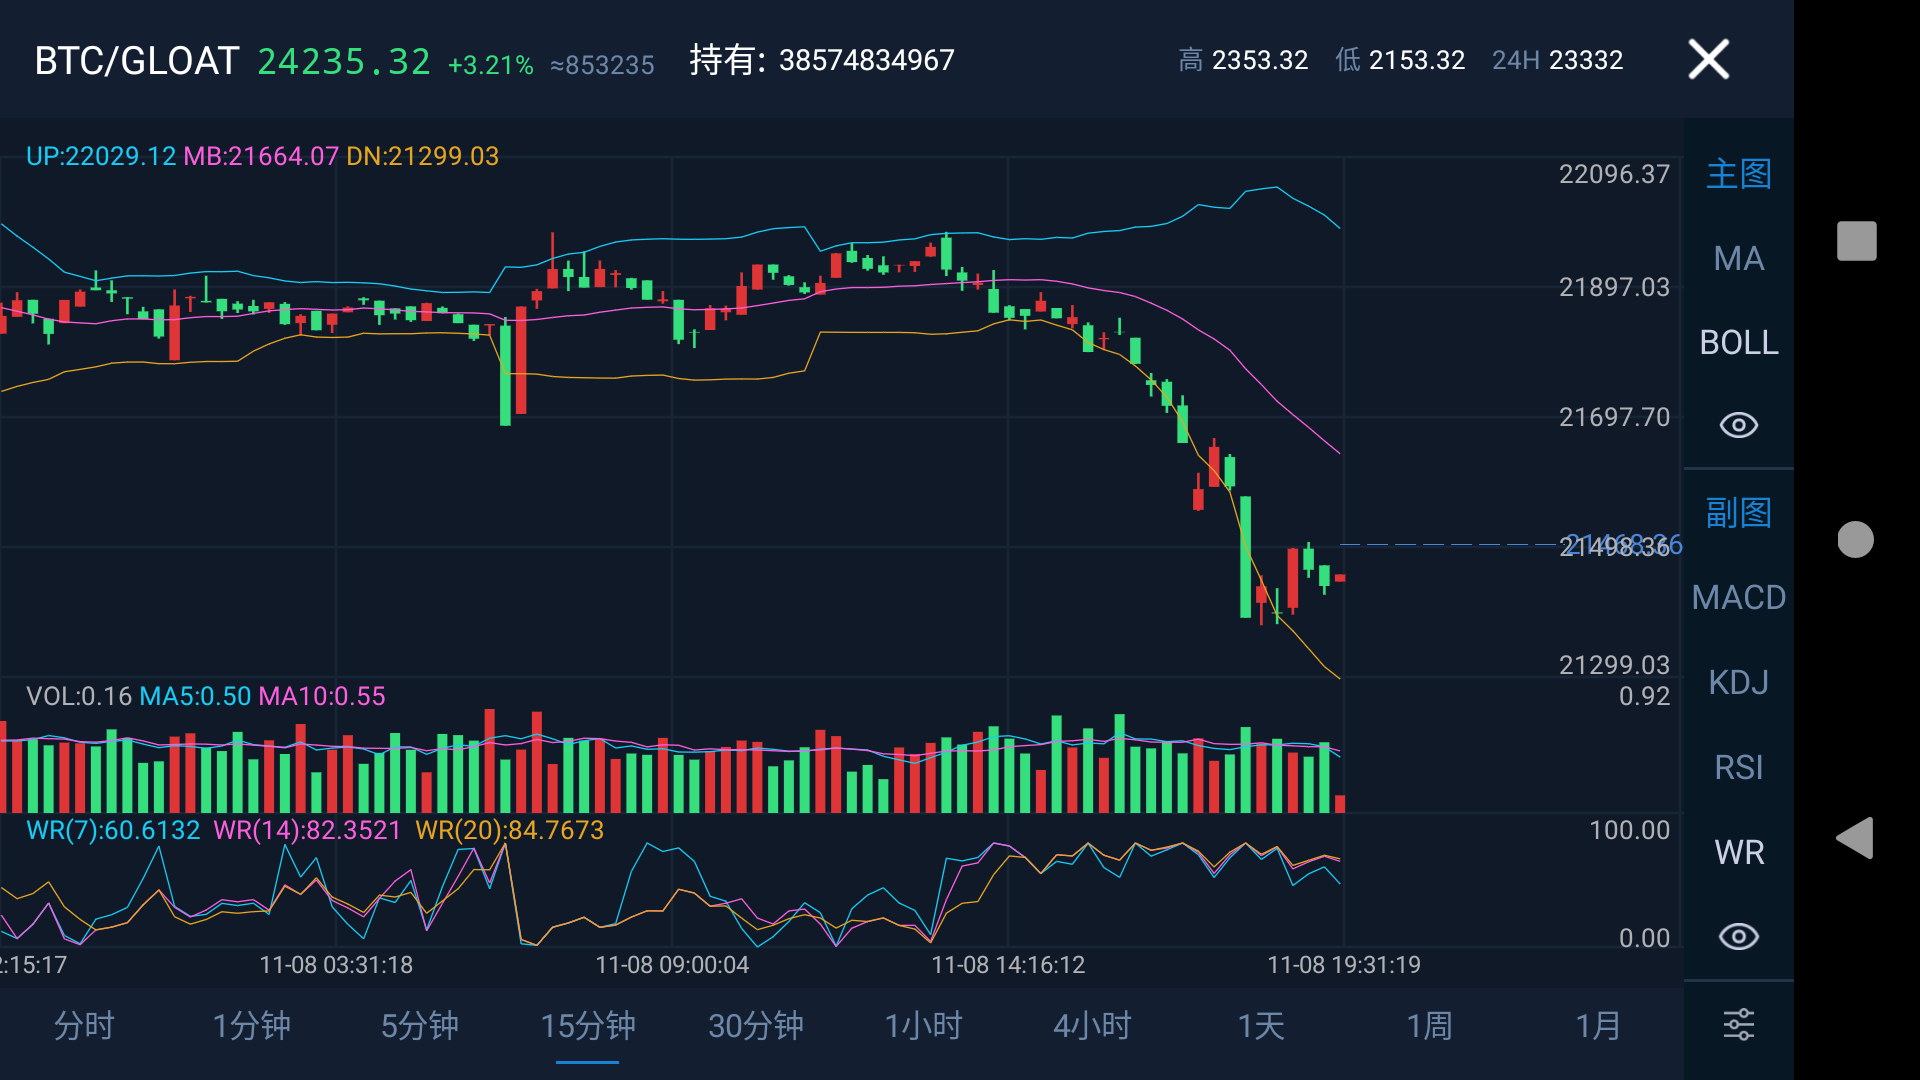 BTC/GLOAT 24235.32 +3.21% ≈853235 持有: 38574834967 高 2353.32 低 2153.32 24H 23332
UP:22029.12 MB:21664.07 DN:21299.03
22096.37
21897.03
21697.70
21498.36
21299.03
VOL:0.16 MA5:0.50 MA10:0.55
0.92
WR(7):60.6132 WR(14):82.3521 WR(20):84.7673
100.00
0.00
:15:17 11-08 03:31:18 11-08 09:00:04 11-08 14:16:12 11-08 19:31:19
分时 1分钟 5分钟 15分钟 30分钟 1小时 4小时 1天 1周 1月
主图
MA
BOLL
副图
MACD
KDJ
RSI
WR